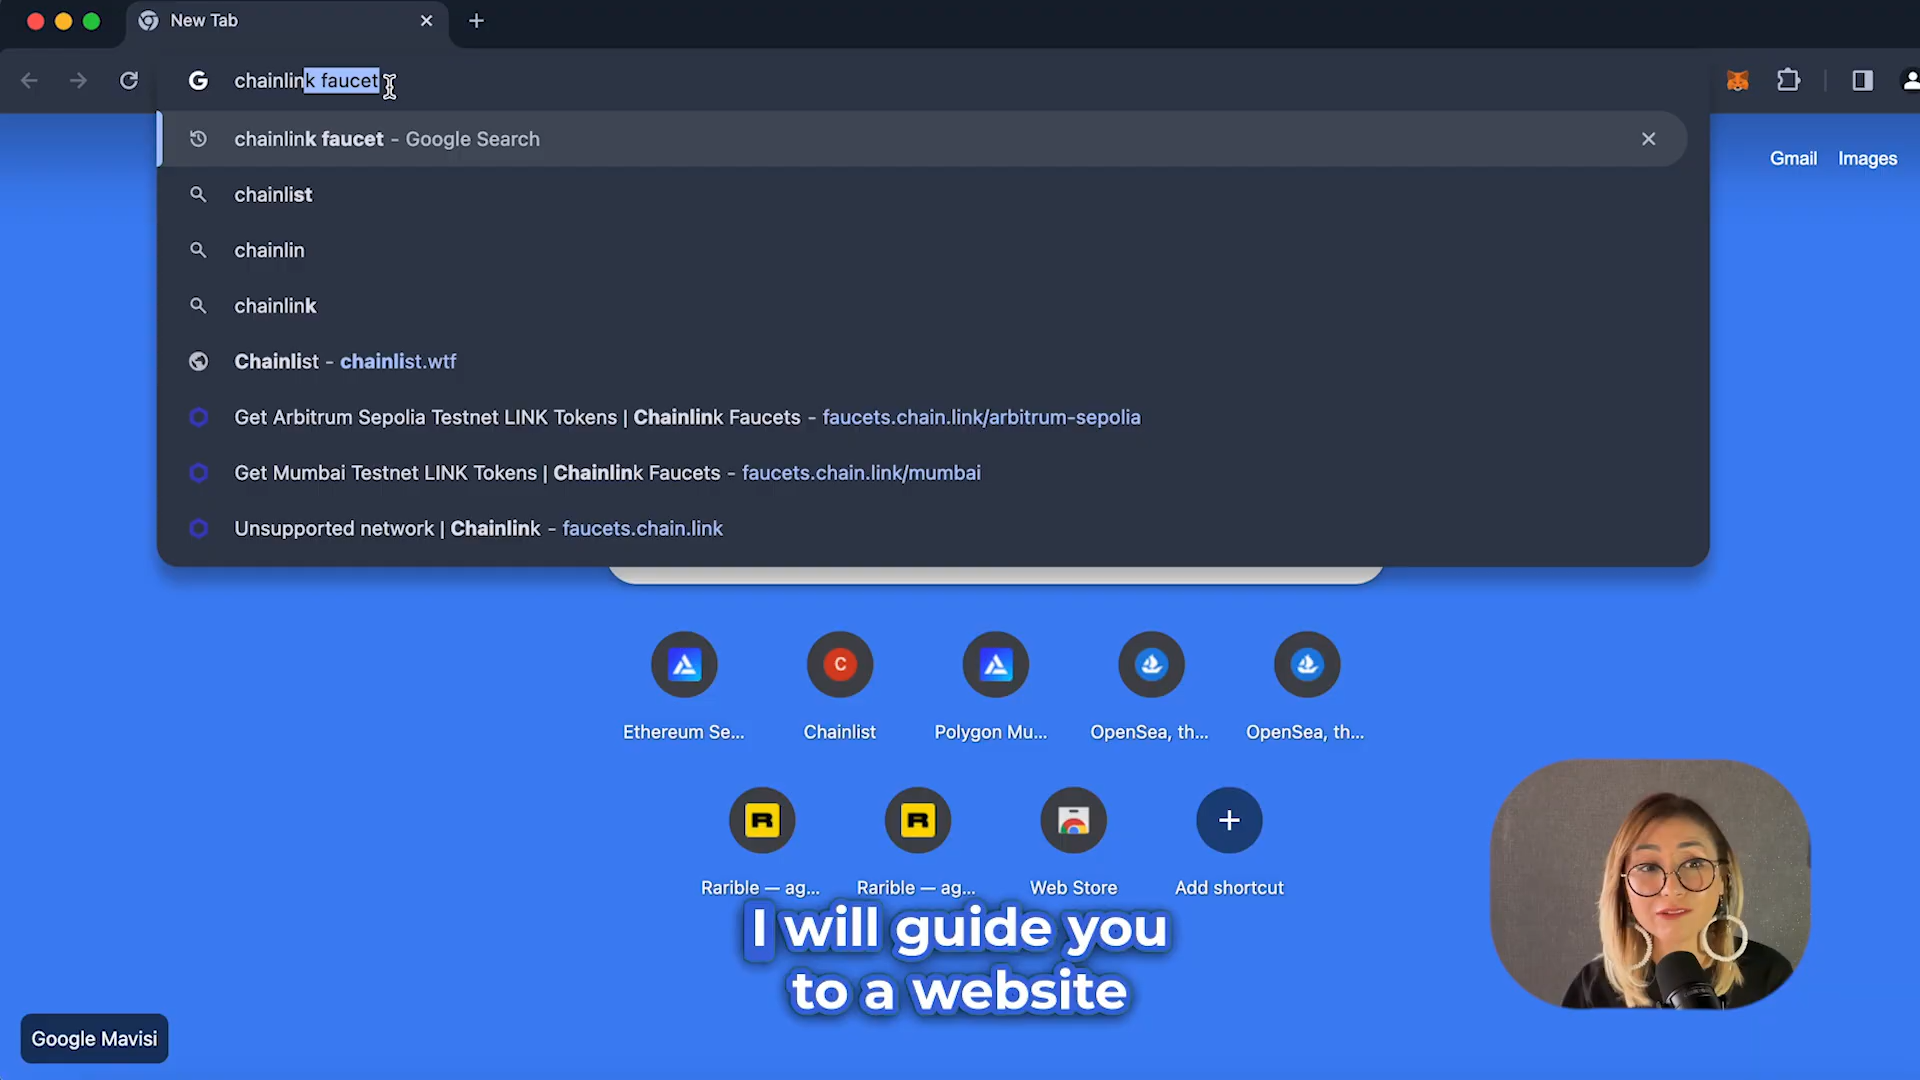 New Tab
chainlink faucet
chainlink faucet – Google Search
chainlist
chainlin
chainlink
Chainlist – chainlist.wtf
Get Arbitrum Sepolia Testnet LINK Tokens | Chainlink Faucets – faucets.chain.link/arbitrum-sepolia
Get Mumbai Testnet LINK Tokens | Chainlink Faucets – faucets.chain.link/mumbai
Unsupported network | Chainlink – faucets.chain.link
Gmail Images
C
Ethereum Se... Chainlist Polygon Mu... OpenSea, th... OpenSea, th...
R R
Rarible — ag... Rarible — ag... Web Store Add shortcut
I will guide you
to a website
Google Mavisi